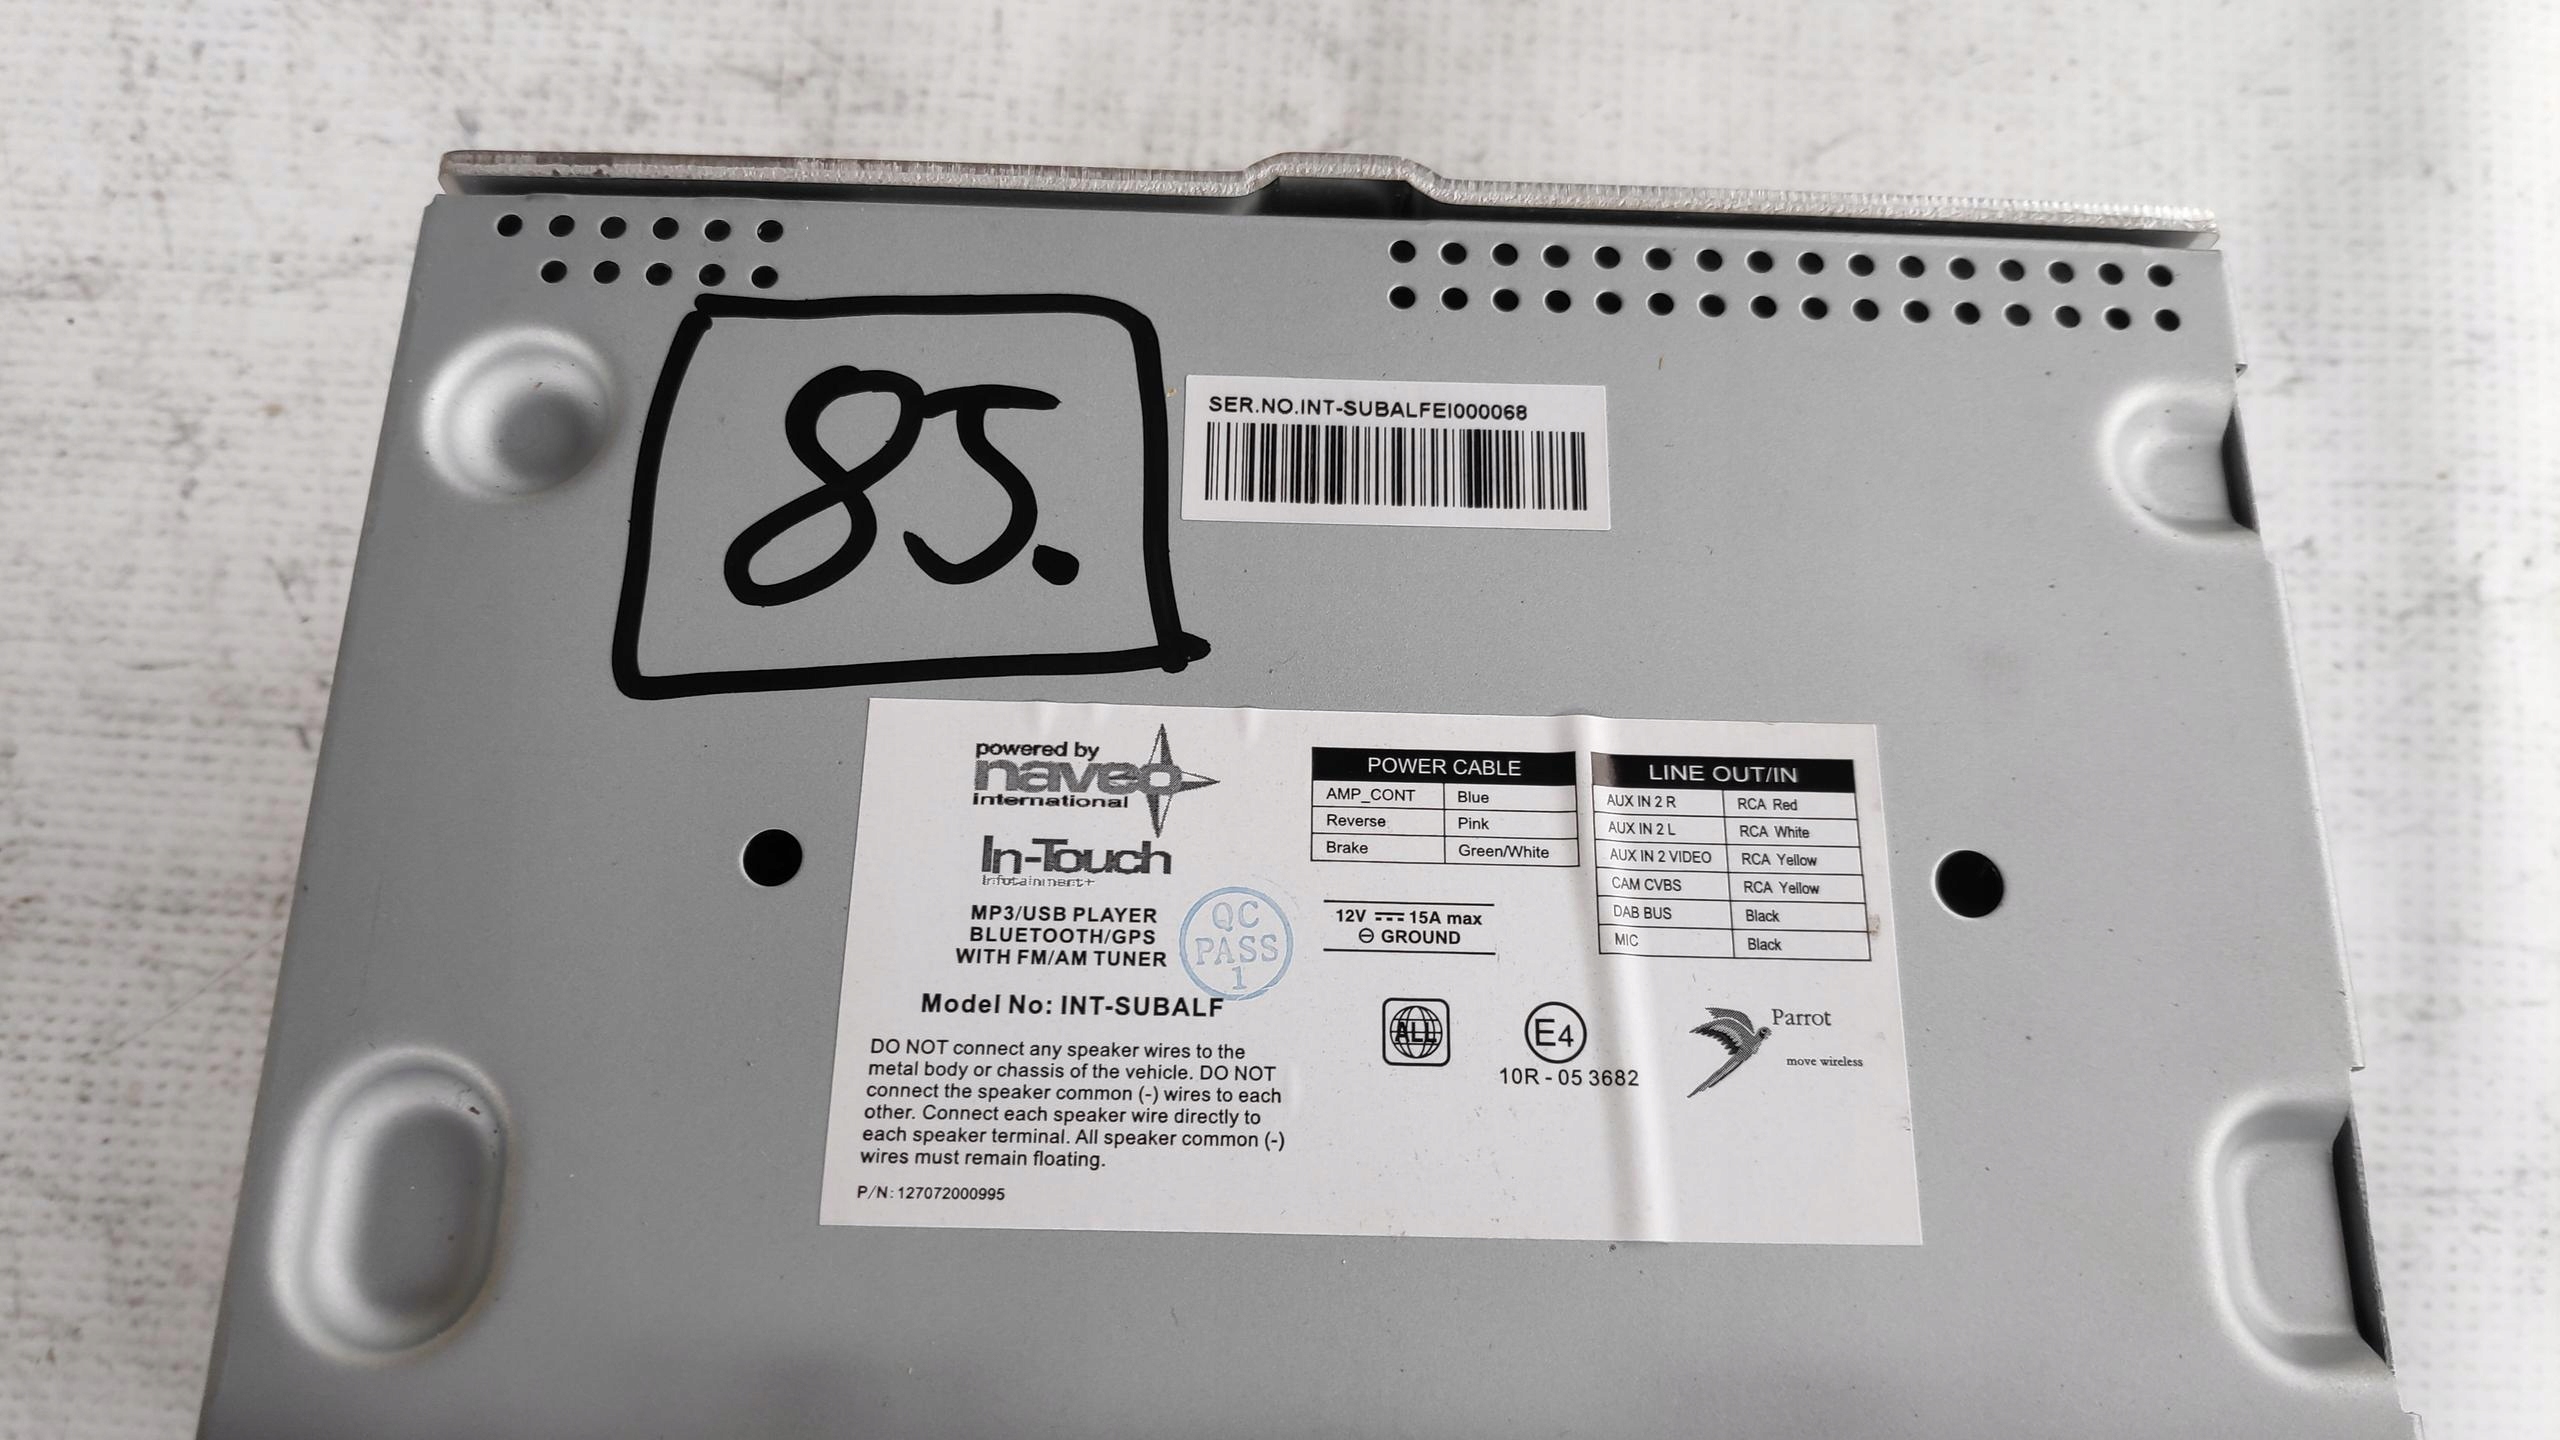 85.
SER.NO.INT-SUBALFEI000068
powered by
naveo
international
In-Touch
Infotainment+
MP3/USB PLAYER
BLUETOOTH/GPS
WITH FM/AM TUNER
QC
PASS
1
Model No: INT-SUBALF
DO NOT connect any speaker wires to the
metal body or chassis of the vehicle. DO NOT
connect the speaker common (-) wires to each
other. Connect each speaker wire directly to
each speaker terminal. All speaker common (-)
wires must remain floating.
P/N: 127072000995
POWER CABLE
AMP_CONT Blue
Reverse Pink
Brake Green/White
12V 15A max
⊖ GROUND
LINE OUT/IN
AUX IN 2 R RCA Red
AUX IN 2 L RCA White
AUX IN 2 VIDEO RCA Yellow
CAM CVBS RCA Yellow
DAB BUS Black
MIC Black
ALL
E4
10R - 05 3682
Parrot
move wireless